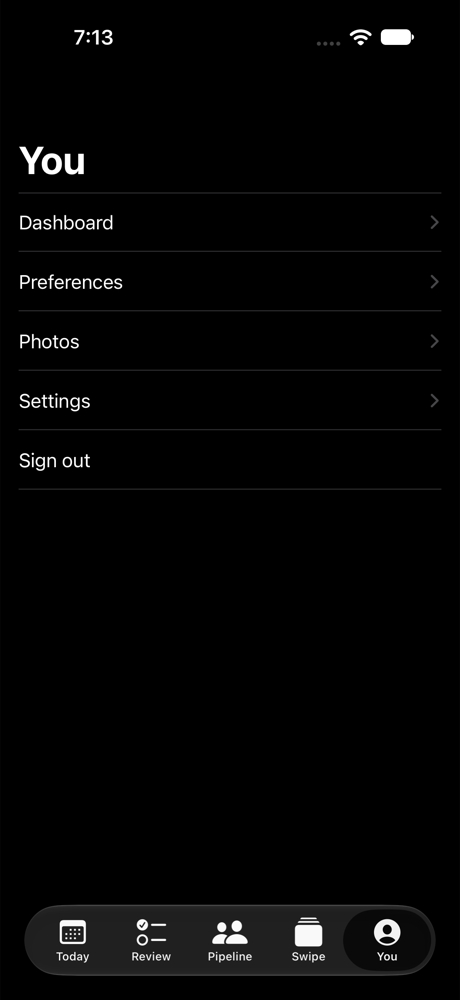 7:13
You
Dashboard
Preferences
Photos
Settings
Sign out
Today
Review
Pipeline
Swipe
You